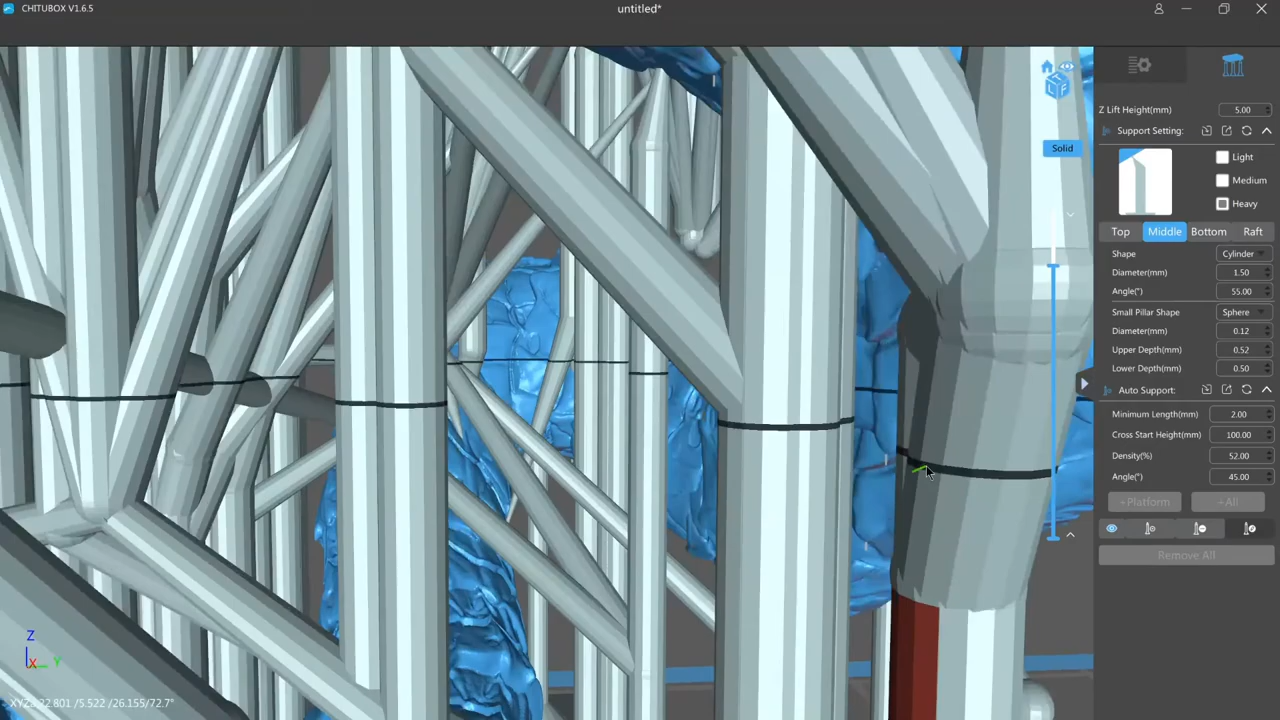 CHITUBOX V1.6.5
untitled*
Z Lift Height(mm) 5.00
Support Setting:
Solid
Light
Medium
Heavy
Top Middle Bottom Raft
Shape Cylinder
Diameter(mm) 1.50
Angle(°) 55.00
Small Pillar Shape Sphere
Diameter(mm) 0.12
Upper Depth(mm) 0.52
Lower Depth(mm) 0.50
Auto Support:
Minimum Length(mm) 2.00
Cross Start Height(mm) 100.00
Density(%) 52.00
Angle(°) 45.00
+Platform +All
Remove All
Z
X Y